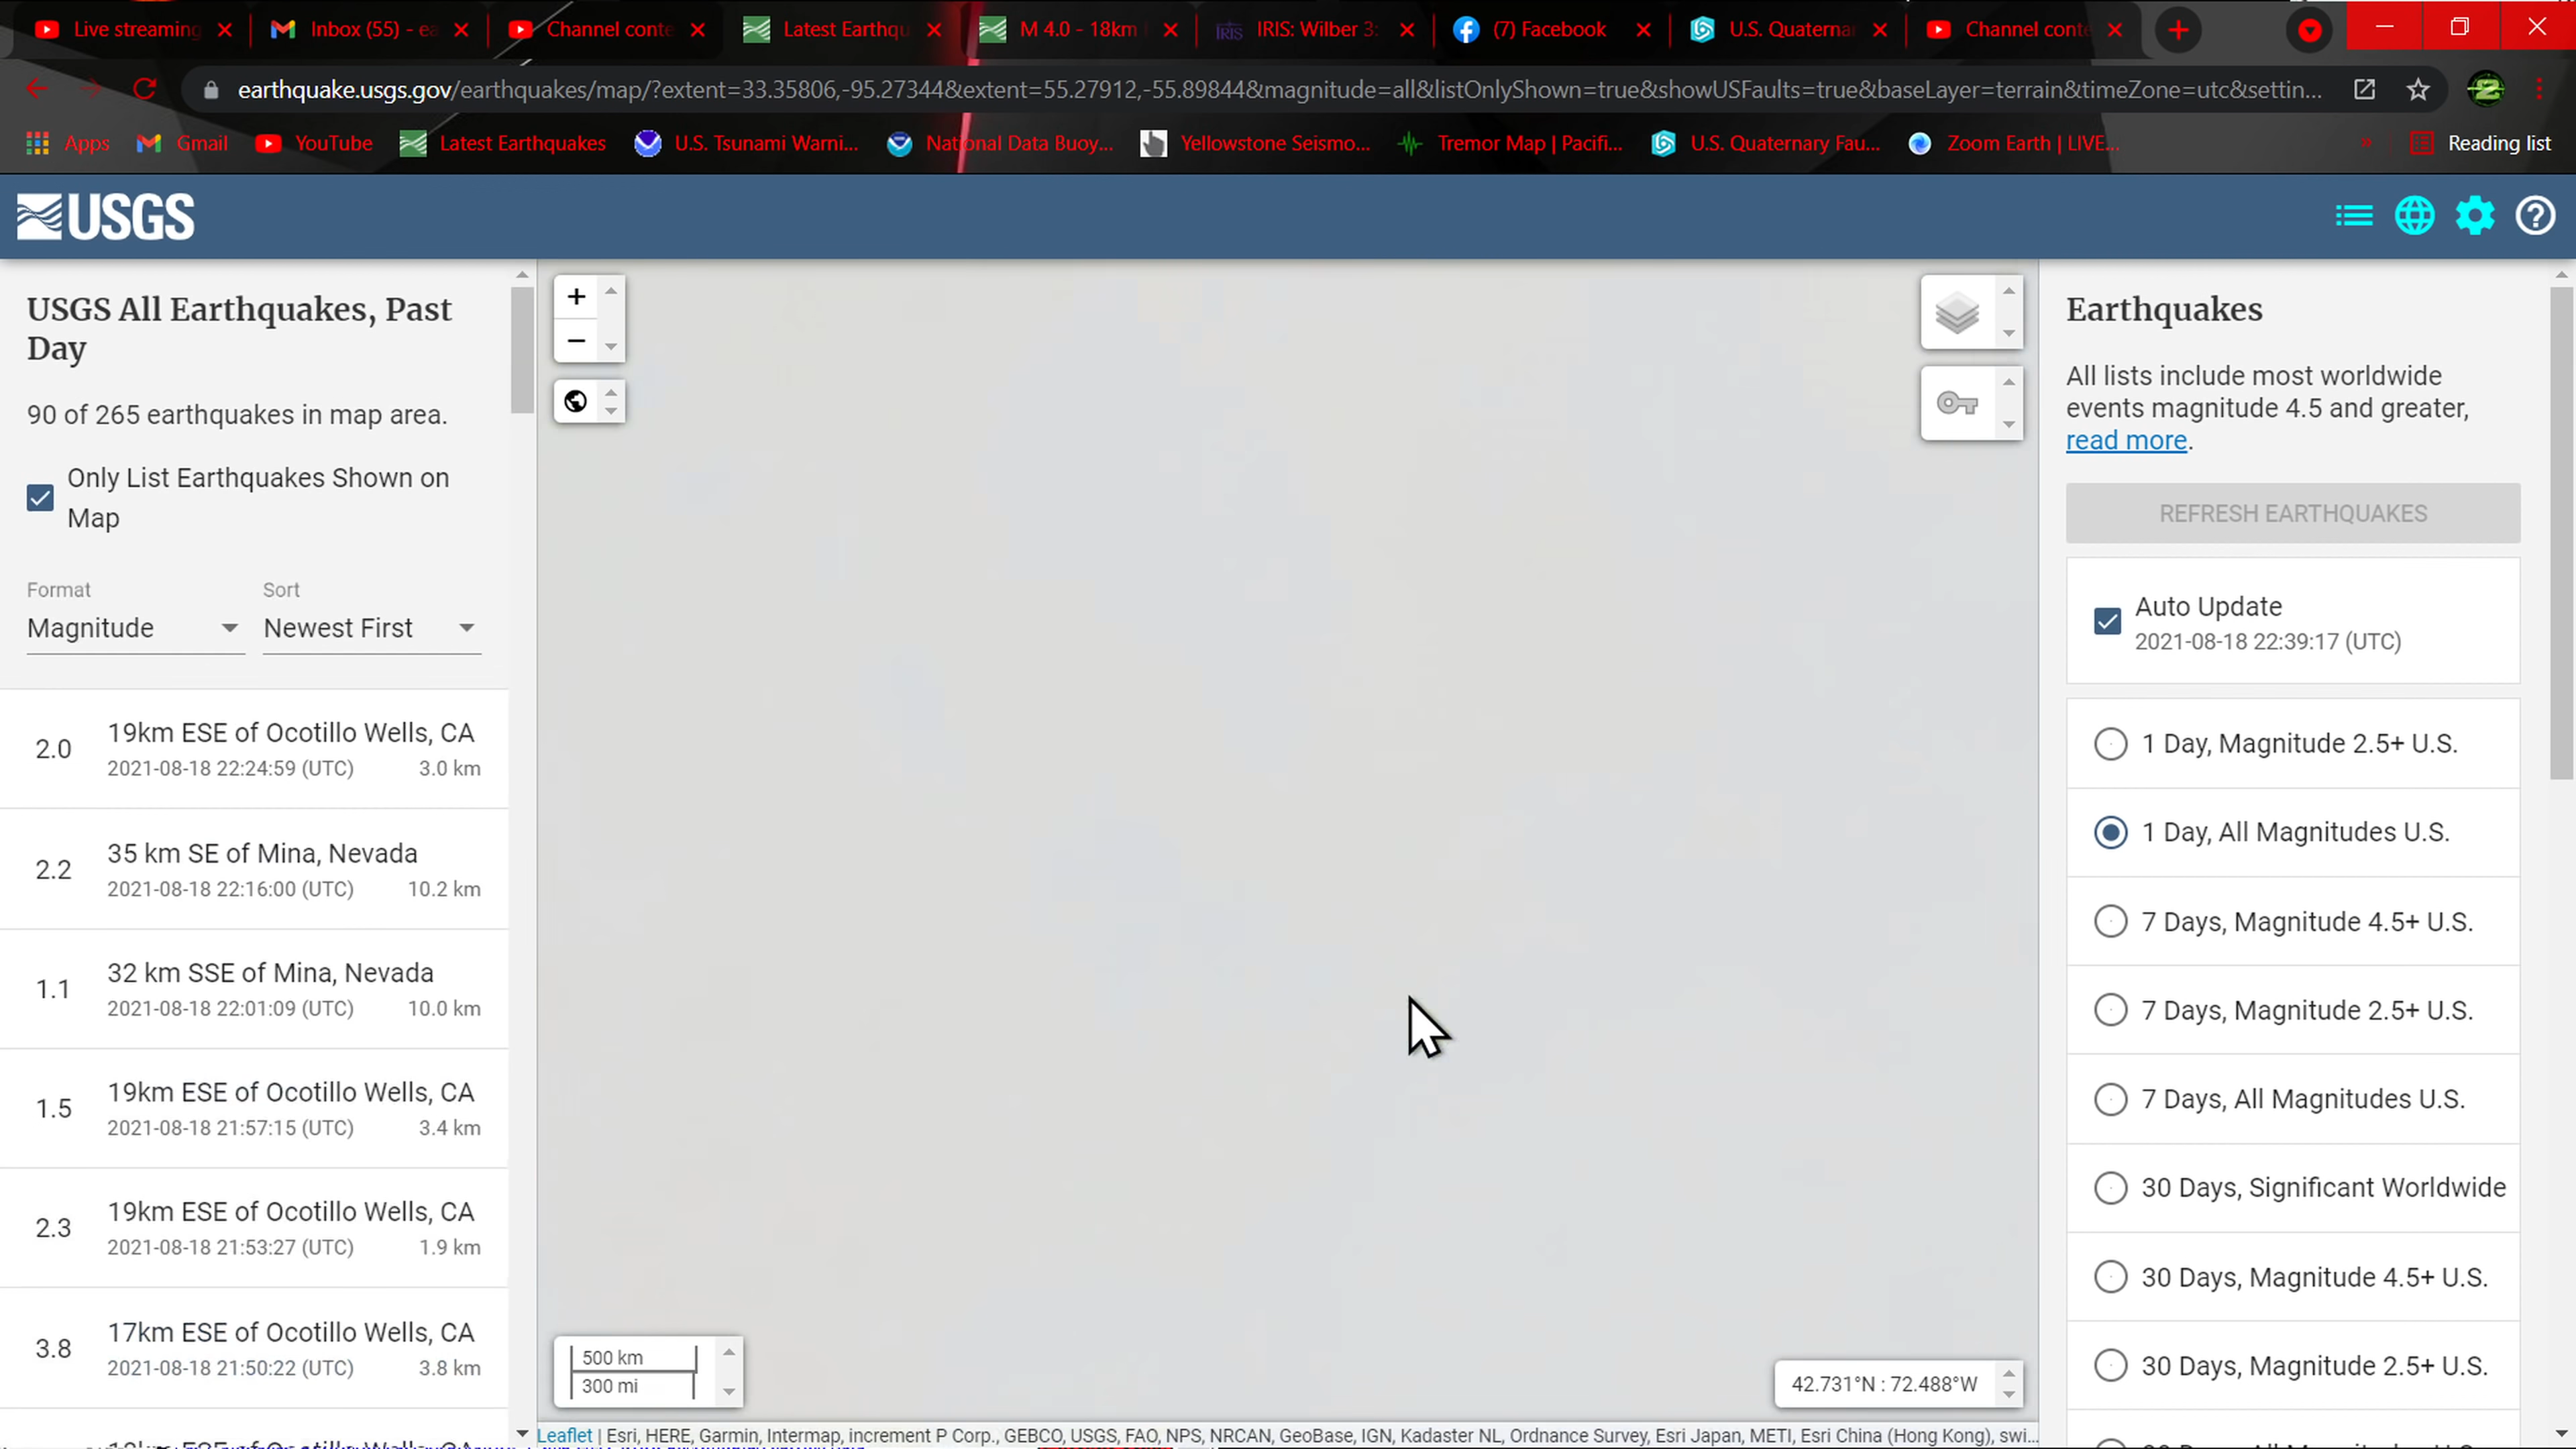 Live streaming
Inbox (55) - ea
Channel conte
Latest Earthqu
M 4.0 - 18km
IRIS: Wilber 3:
(7) Facebook
U.S. Quaterna
Channel conte
earthquake.usgs.gov/earthquakes/map/?extent=33.35806,-95.27344&extent=55.27912,-55.89844&magnitude=all&listOnlyShown=true&showUSFaults=true&baseLayer=terrain&timeZone=utc&settin...
Apps
Gmail
YouTube
Latest Earthquakes
U.S. Tsunami Warni...
National Data Buoy...
Yellowstone Seismo...
Tremor Map | Pacifi...
U.S. Quaternary Fau...
Zoom Earth | LIVE...
Reading list
USGS
USGS All Earthquakes, Past
Day
90 of 265 earthquakes in map area.
Only List Earthquakes Shown on
Map
Format
Sort
Magnitude
Newest First
2.0
19km ESE of Ocotillo Wells, CA
2021-08-18 22:24:59 (UTC)
3.0 km
2.2
35 km SE of Mina, Nevada
2021-08-18 22:16:00 (UTC)
10.2 km
1.1
32 km SSE of Mina, Nevada
2021-08-18 22:01:09 (UTC)
10.0 km
1.5
19km ESE of Ocotillo Wells, CA
2021-08-18 21:57:15 (UTC)
3.4 km
2.3
19km ESE of Ocotillo Wells, CA
2021-08-18 21:53:27 (UTC)
1.9 km
3.8
17km ESE of Ocotillo Wells, CA
2021-08-18 21:50:22 (UTC)
3.8 km
+
−
500 km
300 mi
42.731°N : 72.488°W
Leaflet | Esri, HERE, Garmin, Intermap, increment P Corp., GEBCO, USGS, FAO, NPS, NRCAN, GeoBase, IGN, Kadaster NL, Ordnance Survey, Esri Japan, METI, Esri China (Hong Kong), swi...
Earthquakes
All lists include most worldwide
events magnitude 4.5 and greater,
read more.
REFRESH EARTHQUAKES
Auto Update
2021-08-18 22:39:17 (UTC)
1 Day, Magnitude 2.5+ U.S.
1 Day, All Magnitudes U.S.
7 Days, Magnitude 4.5+ U.S.
7 Days, Magnitude 2.5+ U.S.
7 Days, All Magnitudes U.S.
30 Days, Significant Worldwide
30 Days, Magnitude 4.5+ U.S.
30 Days, Magnitude 2.5+ U.S.